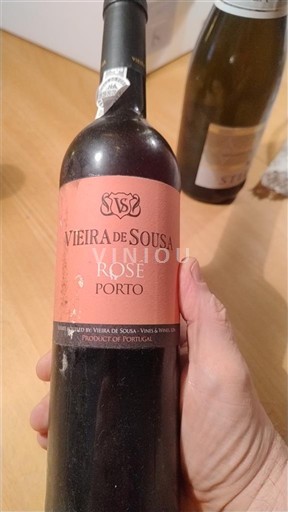 VS
VIEIRA DE SOUSA
VINIOU
ROSÉ
PORTO
BY VIEIRA DE SOUSA - VINES & WINES
PRODUCT OF PORTUGAL